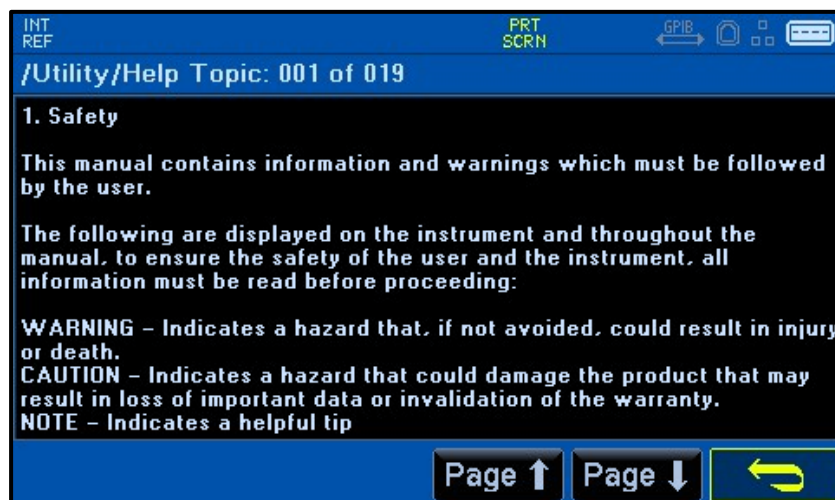 INT
REF
PRT
SCRN
GPIB
/Utility/Help Topic: 001 of 019
1. Safety
This manual contains information and warnings which must be followed
by the user.
The following are displayed on the instrument and throughout the
manual, to ensure the safety of the user and the instrument, all
information must be read before proceeding:
WARNING – Indicates a hazard that, if not avoided, could result in injury
or death.
CAUTION – Indicates a hazard that could damage the product that may
result in loss of important data or invalidation of the warranty.
NOTE – Indicates a helpful tip
Page ↑ Page ↓